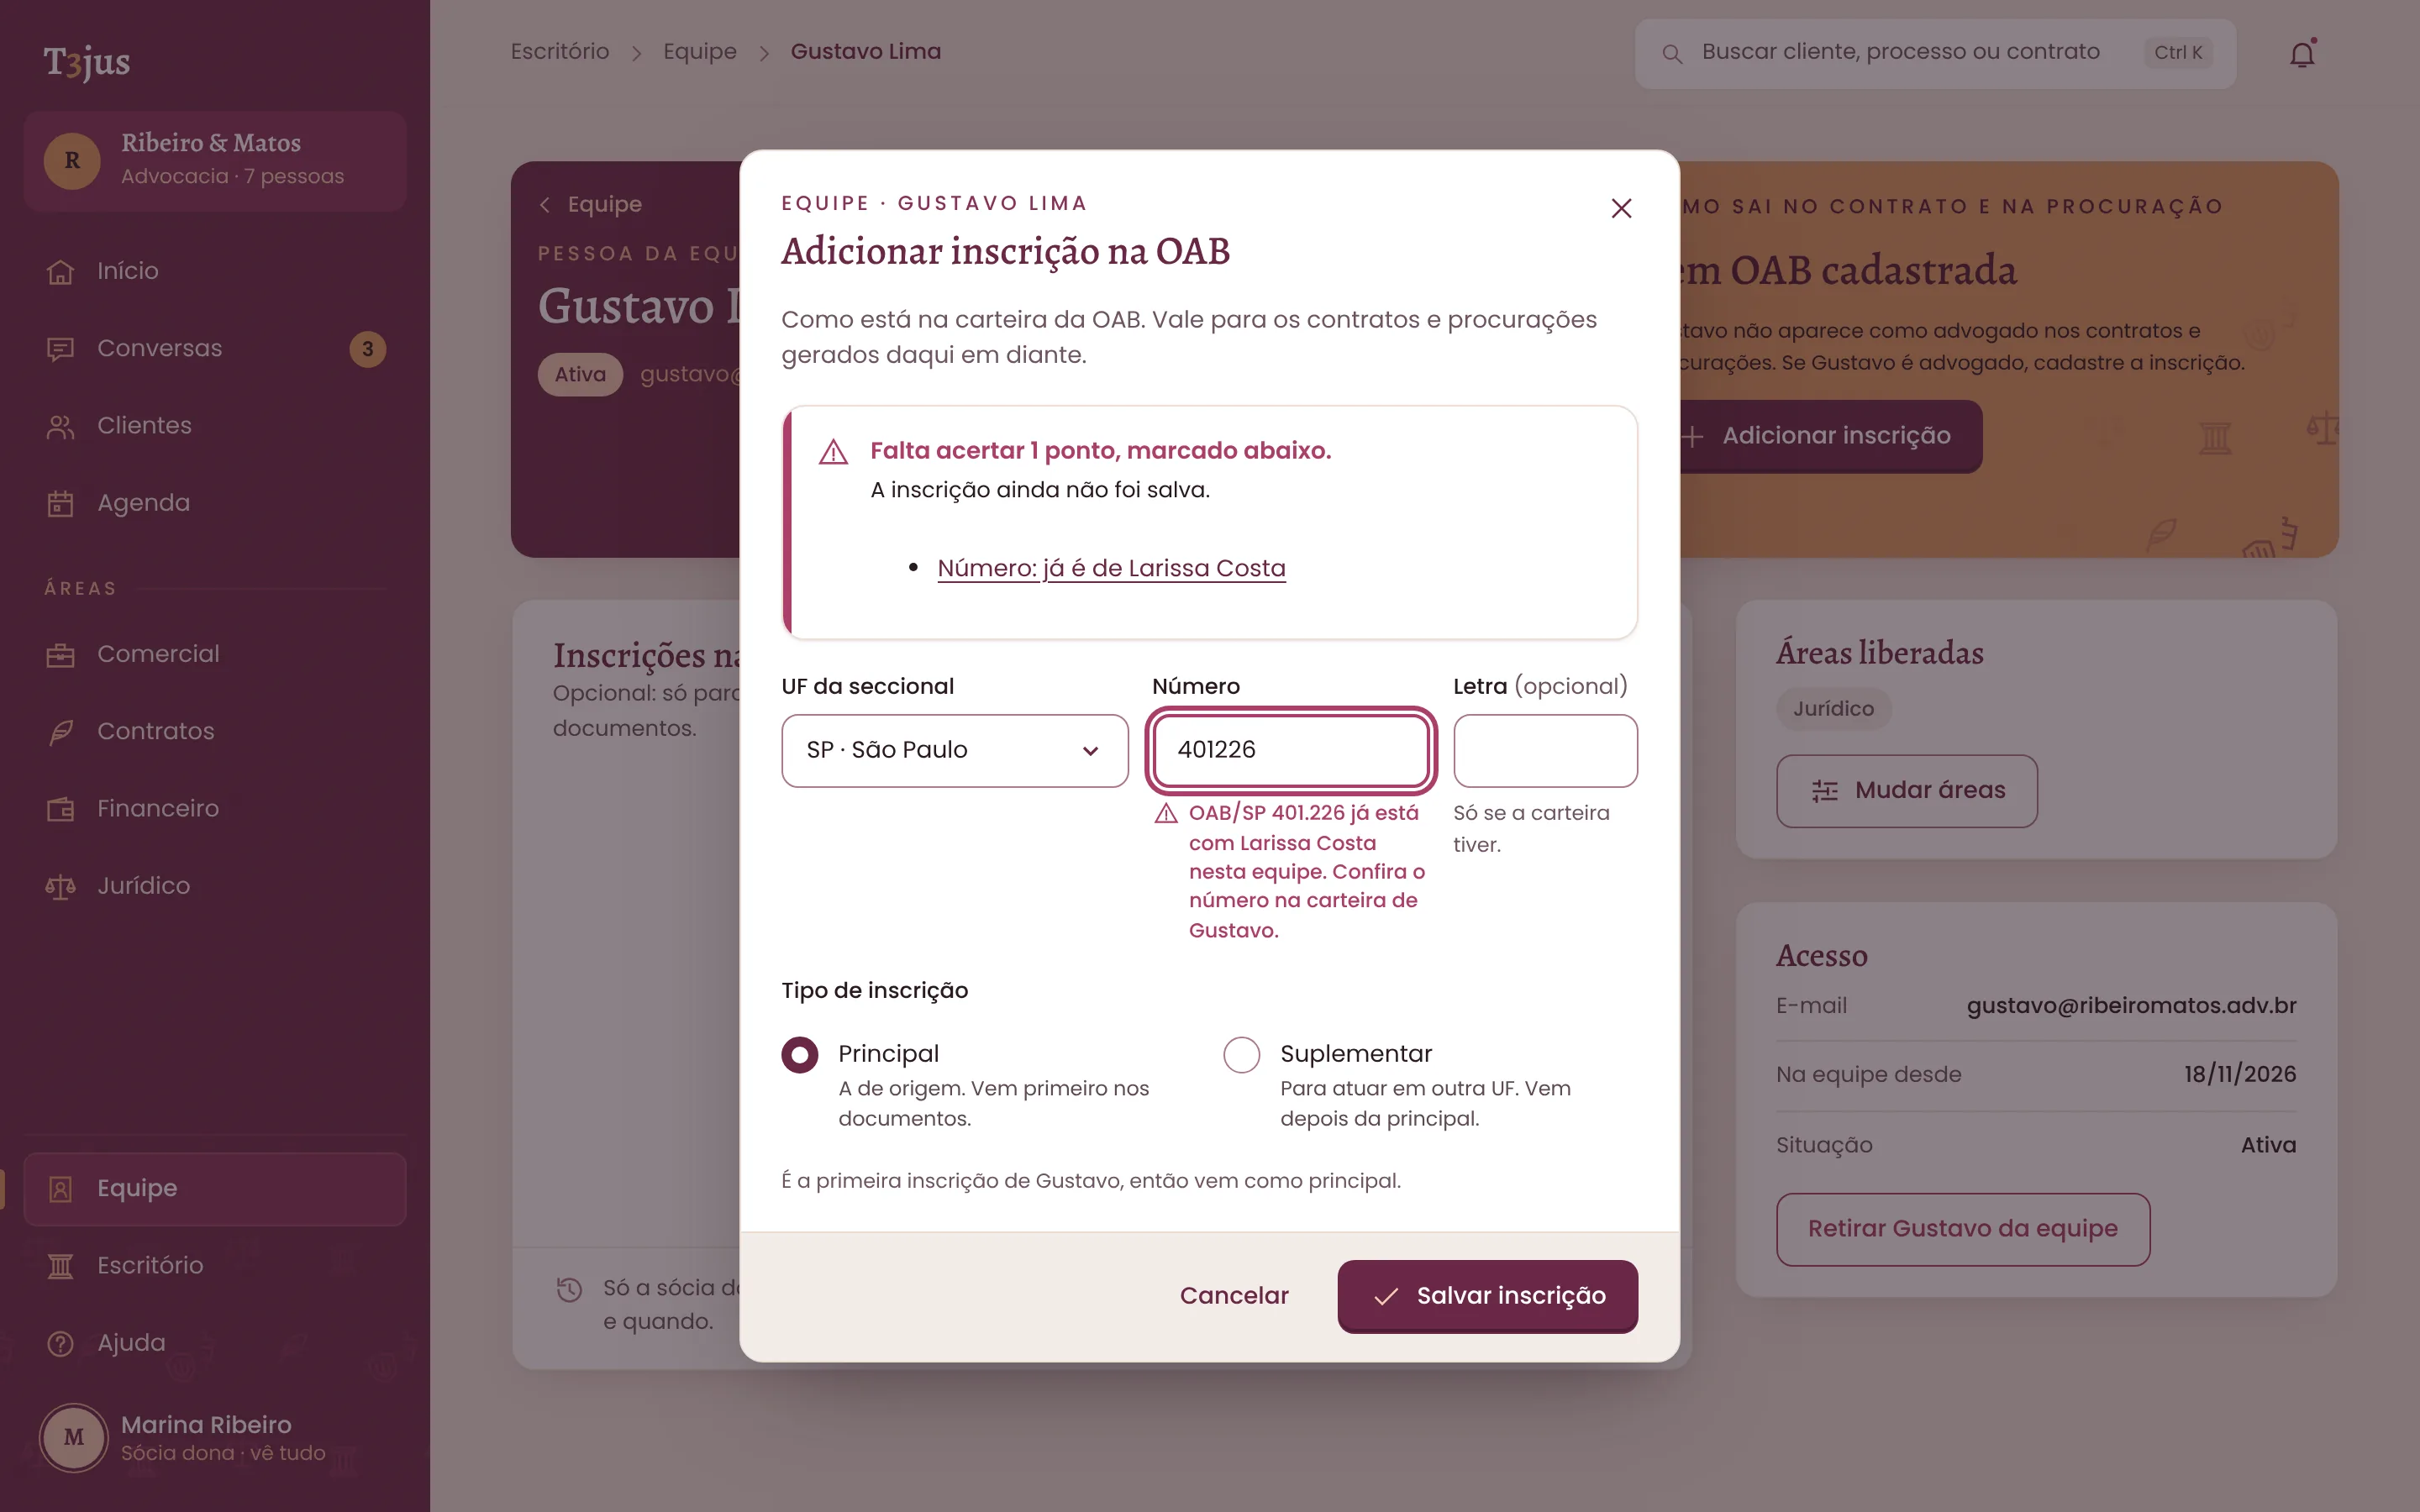 T3jus
R
Ribeiro & Matos
Advocacia · 7 pessoas
Início
Conversas
3
Clientes
Agenda
ÁREAS
Comercial
Contratos
Financeiro
Jurídico
Equipe
Escritório
Ajuda
M
Marina Ribeiro
Sócia dona · vê tudo
Escritório
Equipe
Gustavo Lima
Buscar cliente, processo ou contrato
Ctrl K
Equipe
PESSOA DA EQU
Gustavo
Ativa
gustavo@
MO SAI NO CONTRATO E NA PROCURAÇÃO
em OAB cadastrada
stavo não aparece como advogado nos contratos e
curações. Se Gustavo é advogado, cadastre a inscrição.
Adicionar inscrição
Inscrições na
Opcional: só para
documentos.
Só a sócia do
e quando.
Áreas liberadas
Jurídico
Mudar áreas
Acesso
E-mail
gustavo@ribeiromatos.adv.br
Na equipe desde
18/11/2026
Situação
Ativa
Retirar Gustavo da equipe
EQUIPE · GUSTAVO LIMA
Adicionar inscrição na OAB
Como está na carteira da OAB. Vale para os contratos e procurações
gerados daqui em diante.
Falta acertar 1 ponto, marcado abaixo.
A inscrição ainda não foi salva.
• Número: já é de Larissa Costa
UF da seccional
SP · São Paulo
Número
401226
OAB/SP 401.226 já está
com Larissa Costa
nesta equipe. Confira o
número na carteira de
Gustavo.
Letra (opcional)
Só se a carteira
tiver.
Tipo de inscrição
Principal
A de origem. Vem primeiro nos
documentos.
Suplementar
Para atuar em outra UF. Vem
depois da principal.
É a primeira inscrição de Gustavo, então vem como principal.
Cancelar
Salvar inscrição